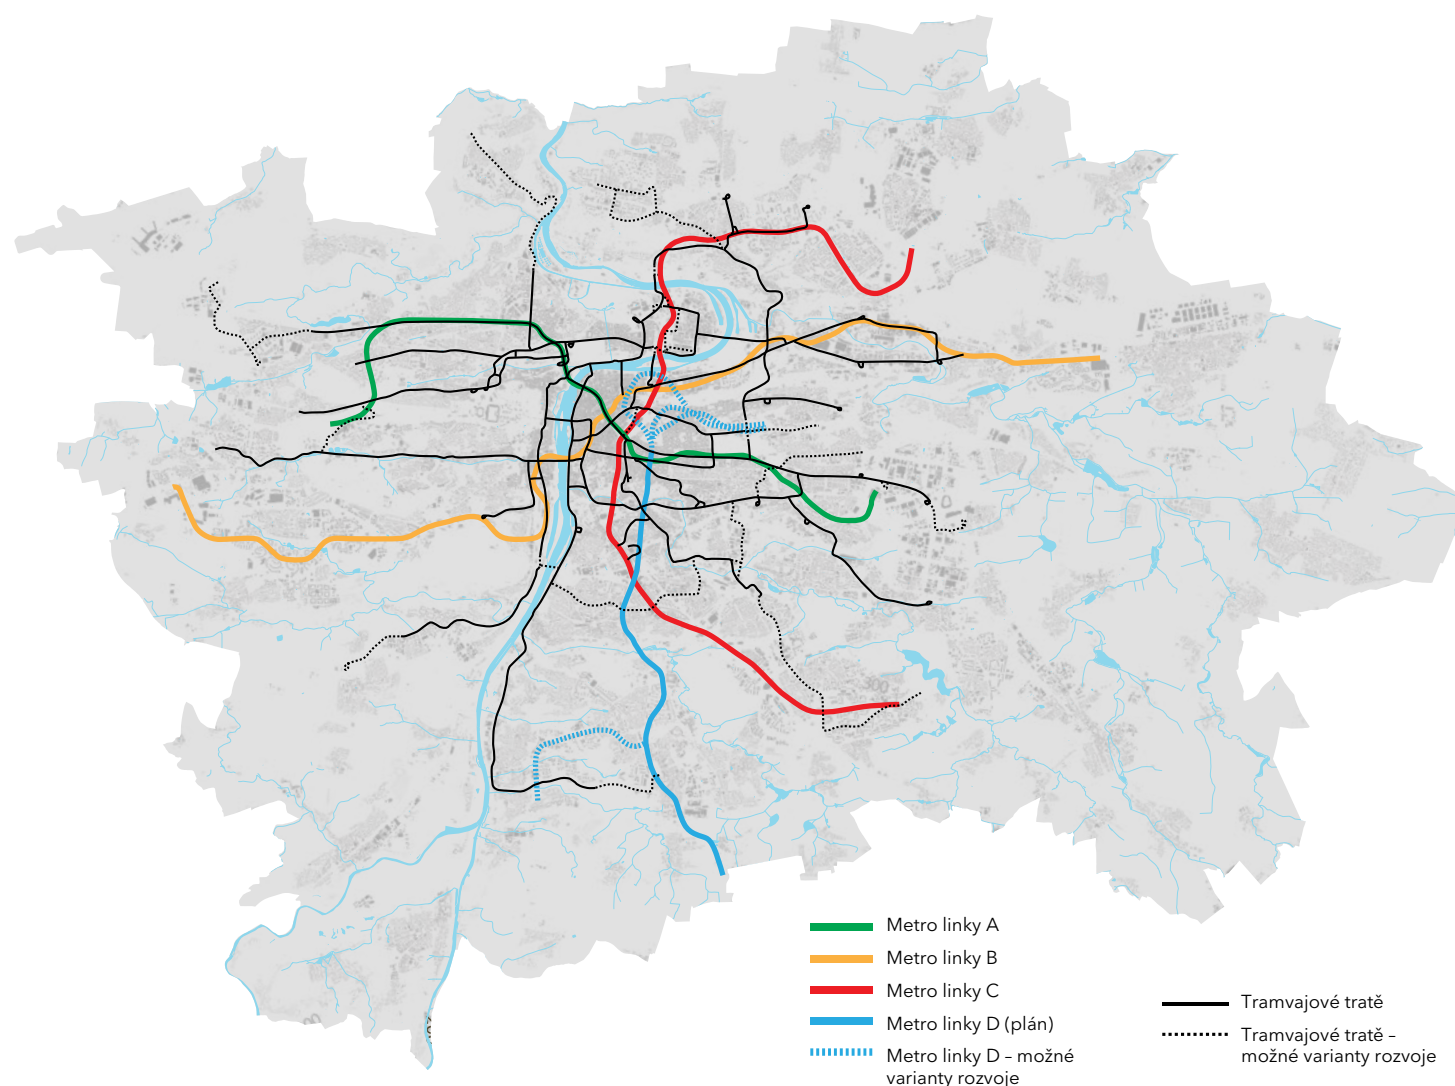 Metro linky A
Metro linky B
Metro linky C
Metro linky D (plán)
Metro linky D – možné
varianty rozvoje
Tramvajové tratě
Tramvajové tratě –
možné varianty rozvoje